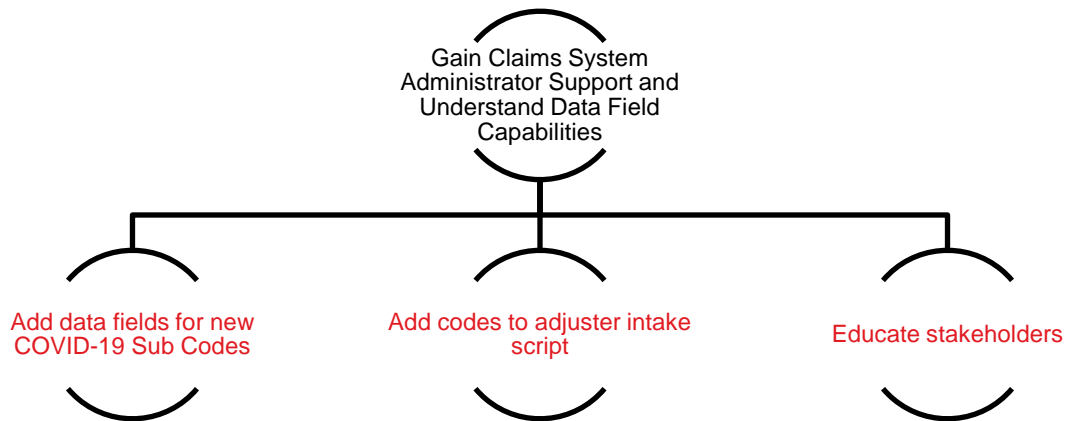 Gain Claims System
Administrator Support and
Understand Data Field
Capabilities
Add data fields for new
COVID-19 Sub Codes
Add codes to adjuster intake
script
Educate stakeholders